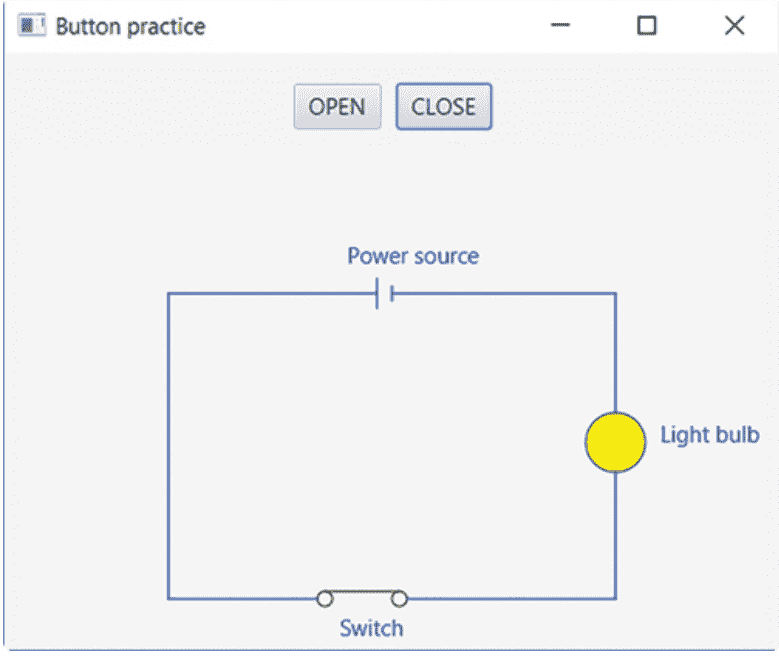 Button practice
OPEN CLOSE
Power source
Light bulb
Switch